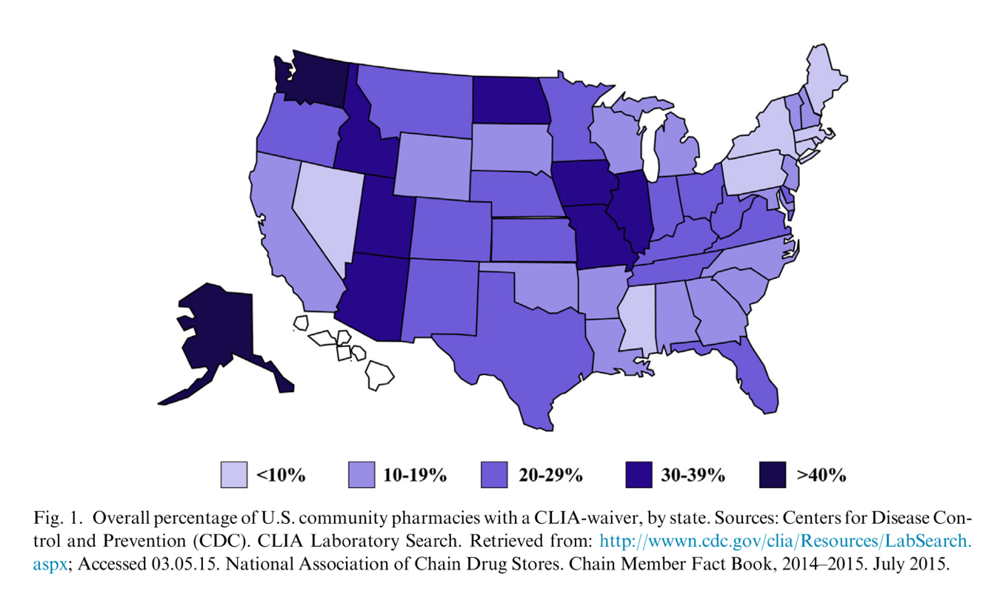 <10% 10-19% 20-29% 30-39% >40%
Fig. 1. Overall percentage of U.S. community pharmacies with a CLIA-waiver, by state. Sources: Centers for Disease Con-
trol and Prevention (CDC). CLIA Laboratory Search. Retrieved from: http://wwwn.cdc.gov/clia/Resources/LabSearch.
aspx; Accessed 03.05.15. National Association of Chain Drug Stores. Chain Member Fact Book, 2014–2015. July 2015.